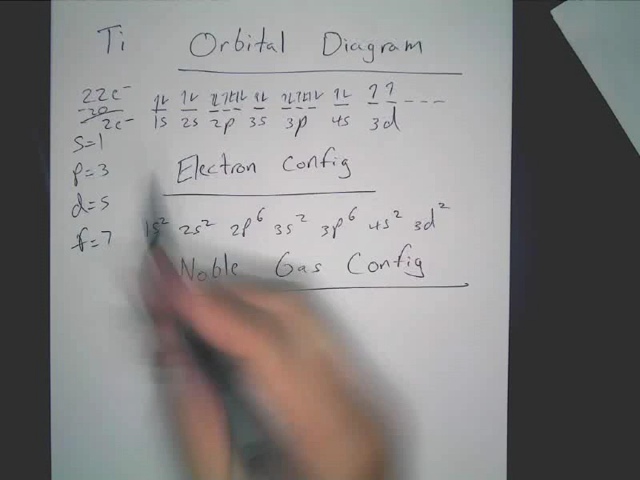 Ti Orbital Diagram
22e⁻
-20
2e⁻
s=1
p=3
d=5
f=7
↑↓ ↑↓ ↑↓↑↓↑↓ ↑↓ ↑↓↑↓↑↓ ↑↓ ↑ ↑ _ _ _
1s 2s 2p 3s 3p 4s 3d
Electron Config
1s² 2s² 2p⁶ 3s² 3p⁶ 4s² 3d²
Noble Gas Config